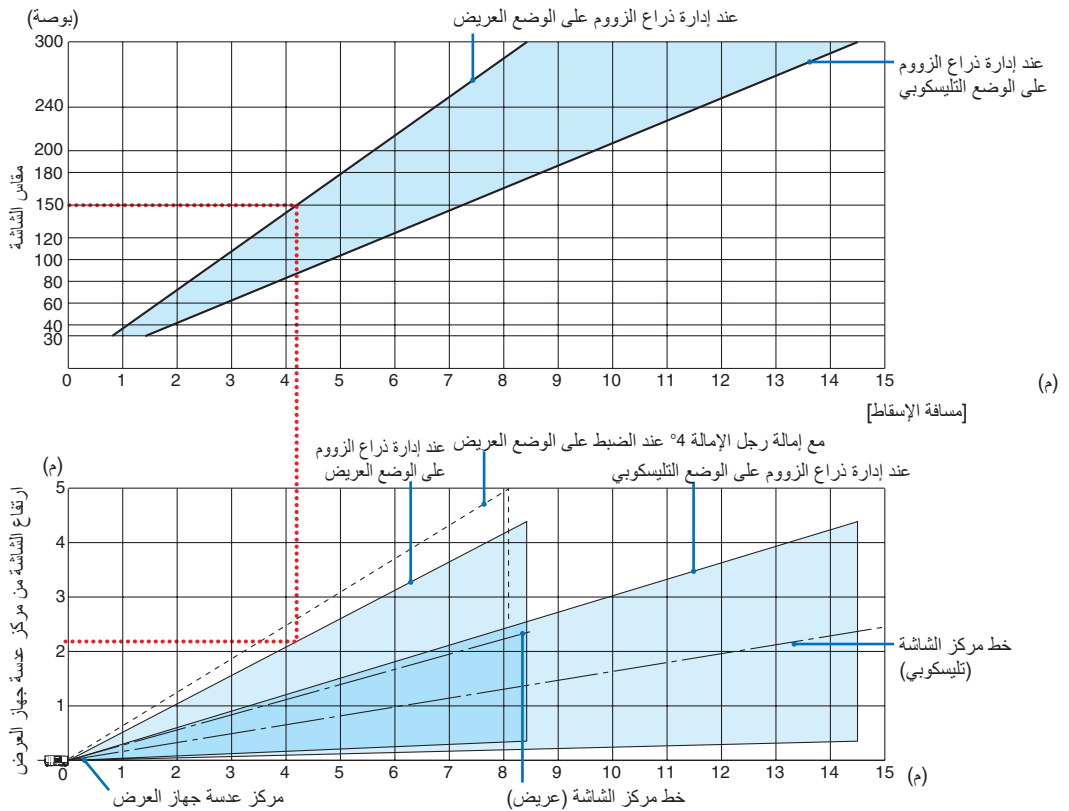 (بوصة)
عند إدارة ذراع الزووم على الوضع العريض
عند إدارة ذراع الزووم
على الوضع التليسكوبي
مقاس الشاشة
300
240
200
180
150
120
100
80
60
40
30
0 1 2 3 4 5 6 7 8 9 10 11 12 13 14 15
(م)
[مسافة الإسقاط]
مع إمالة رجل الإمالة 4° عند الضبط على الوضع العريض
عند إدارة ذراع الزووم
على الوضع العريض
عند إدارة ذراع الزووم على الوضع التليسكوبي
(م)
ارتفاع الشاشة من مركز عدسة جهاز العرض
5
4
3
2
1
خط مركز الشاشة
(تليسكوبي)
0 1 2 3 4 5 6 7 8 9 10 11 12 13 14 15
(م)
مركز عدسة جهاز العرض
خط مركز الشاشة (عريض)